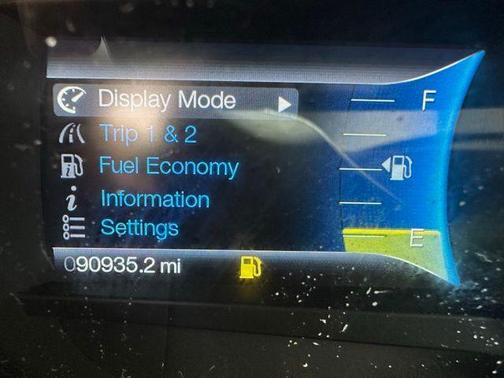 Display Mode
F
Trip 1 & 2
Fuel Economy
i Information
Settings
E
090935.2 mi